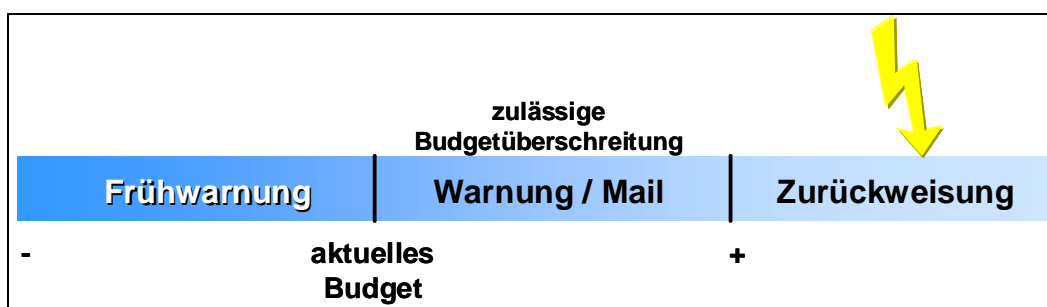 zulässige
Budgetüberschreitung
Frühwarnung Warnung / Mail Zurückweisung
- aktuelles +
Budget